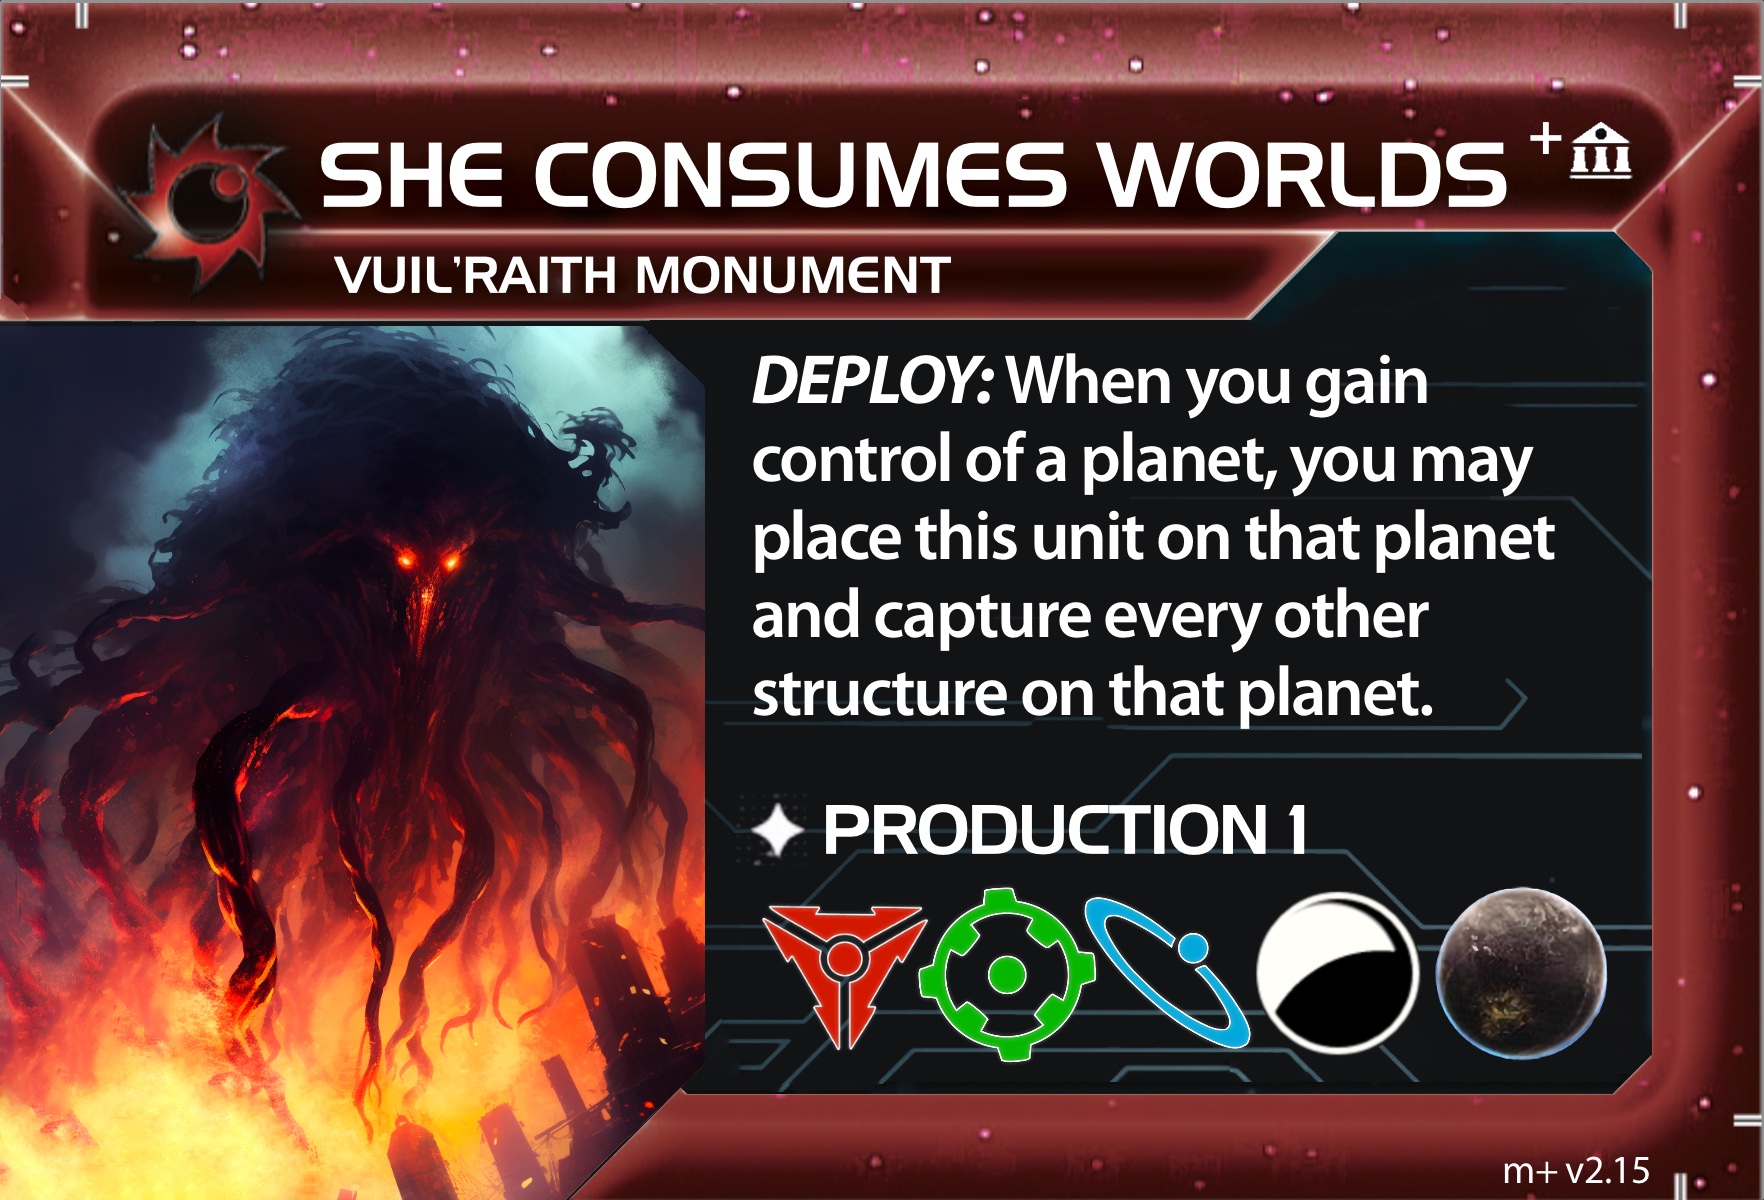 SHE CONSUMES WORLDS +
VUIL'RAITH MONUMENT
DEPLOY: When you gain
control of a planet, you may
place this unit on that planet
and capture every other
structure on that planet.
PRODUCTION 1
m+ v2.15